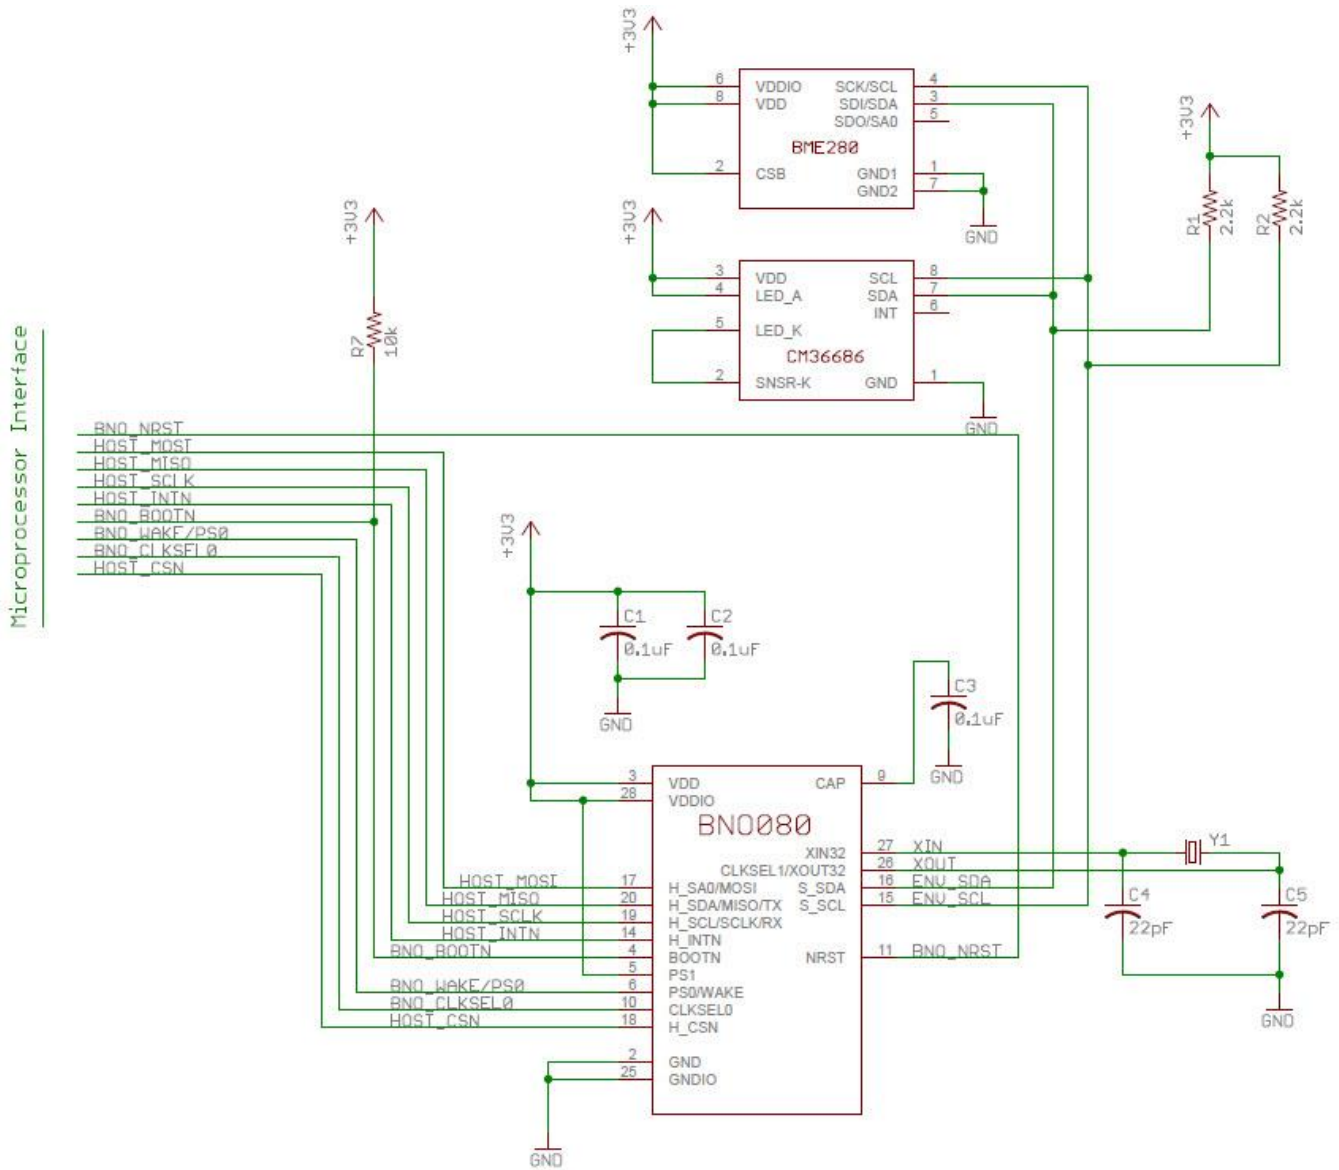 +3V3
6 VDDIO SCK/SCL 4
8 VDD SDI/SDA 3
SDO/SA0 5
BME280
2 CSB GND1 1
GND2 7
GND
+3V3
R1 2.2k
R2 2.2k
+3V3
3 VDD SCL 8
4 LED_A SDA 7
INT 6
5 LED_K
CM36686
2 SNSR-K GND 1
GND
+3V3
R7 10k
Microprocessor Interface
BNO_NRST
HOST_MOSI
HOST_MISO
HOST_SCLK
HOST_INTN
BNO_BOOTN
BNO_WAKE/PS0
BNO_CLKSEL0
HOST_CSN
+3V3
C1 C2
0.1uF 0.1uF
GND
C3
0.1uF
GND
3 VDD CAP 9
28 VDDIO
BNO080
XIN32 27 XIN Y1
CLKSEL1/XOUT32 26 XOUT
HOST_MOSI 17 H_SA0/MOSI S_SDA 16 ENV_SDA
HOST_MISO 20 H_SDA/MISO/TX S_SCL 15 ENV_SCL
C4 C5
22pF 22pF
HOST_SCLK 19 H_SCL/SCLK/RX
HOST_INTN 14 H_INTN
BNO_BOOTN 4 BOOTN NRST 11 BNO_NRST
5 PS1
BNO_WAKE/PS0 6 PS0/WAKE
BNO_CLKSEL0 10 CLKSEL0
HOST_CSN 18 H_CSN
GND
2 GND
25 GNDIO
GND